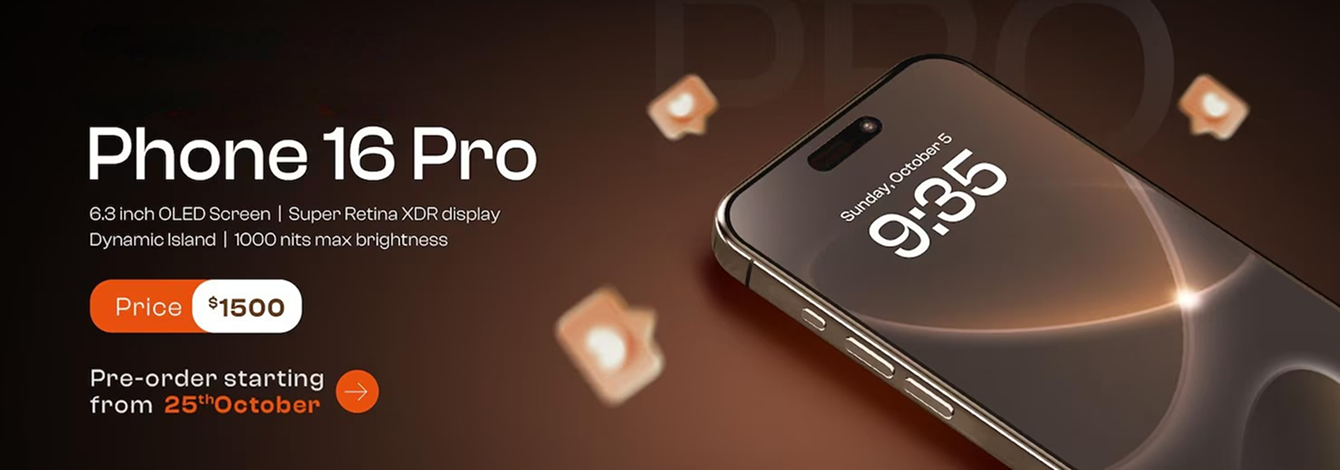 PRO
Phone 16 Pro
6.3 inch OLED Screen | Super Retina XDR display
Dynamic Island | 1000 nits max brightness
Price $1500
Pre-order starting
from 25thOctober
Sunday, October 5
9:35